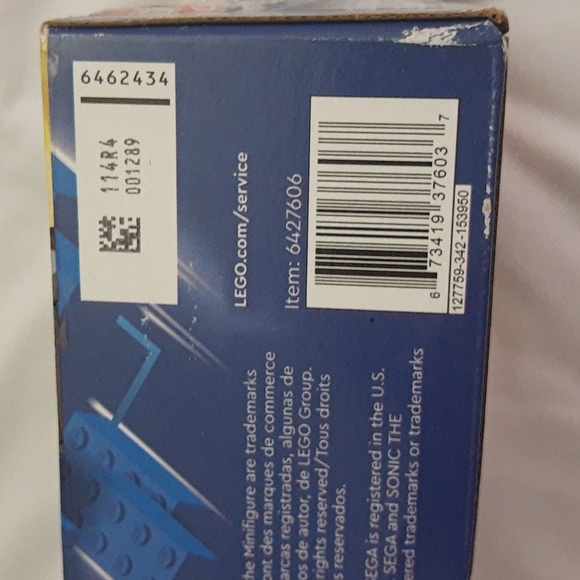 6462434
114R4
001289
LEGO.com/service
Item: 6427606
6 73419 37603 7
127759-342-153950
he Minifigure are trademarks
ont des marques de commerce
arcas registradas, algunas de
os de autor, de LEGO Group.
rights reserved/Tous droits
s reservados.
EGA is registered in the U.S.
SEGA and SONIC THE
ered trademarks or trademarks